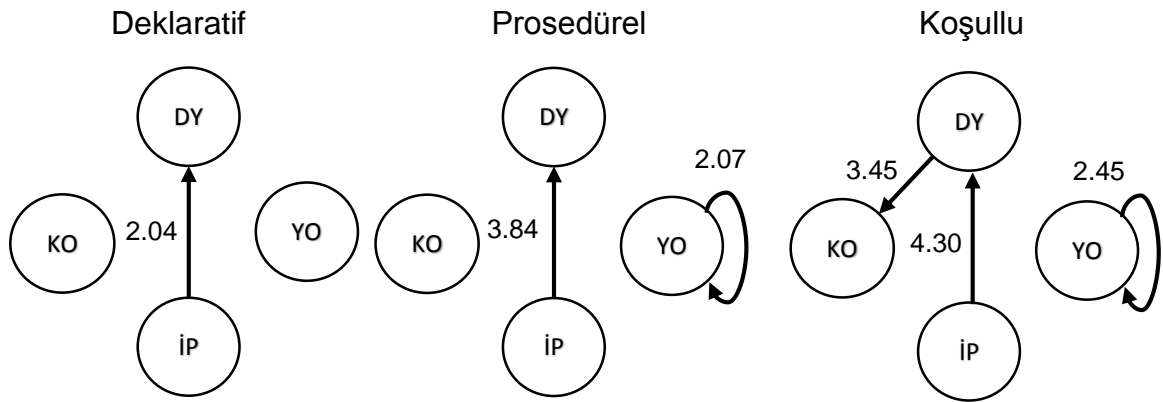 Deklaratif
DY
KO
2.04
YO
İP
Prosedürel
DY
2.07
KO
3.84
YO
İP
Koşullu
DY
3.45
2.45
KO
4.30
YO
İP